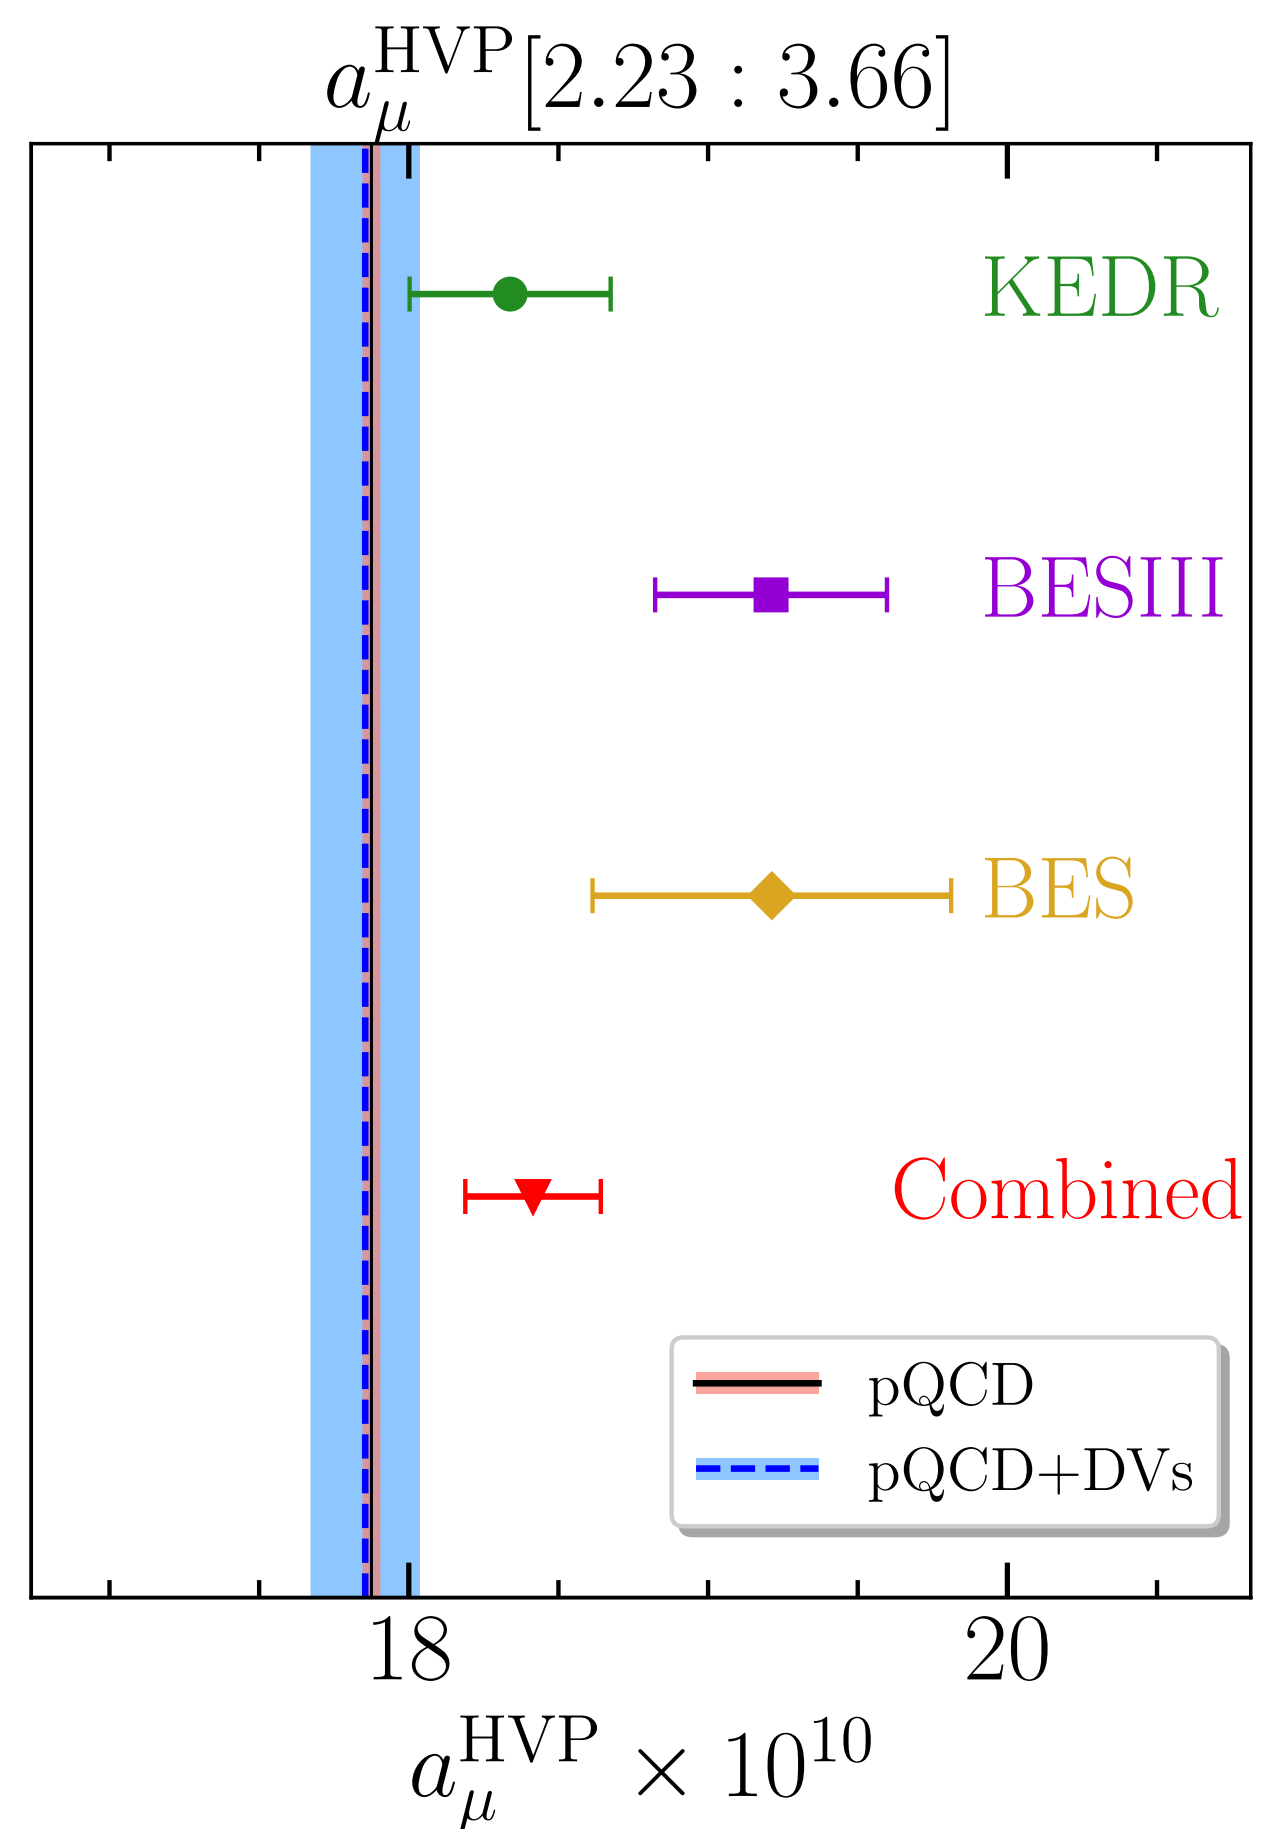 a_μ^HVP[2.23 : 3.66]
KEDR
BESIII
BES
Combined
pQCD
pQCD+DVs
18 20
a_μ^HVP × 10^10